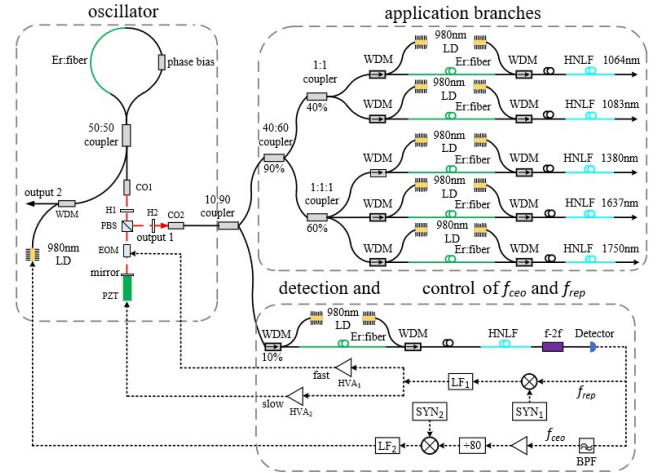 oscillator
application branches
Er:fiber
phase bias
50:50
coupler
output 2
WDM
980nm
LD
CO1
H1
H2
PBS
CO2
output 1
EOM
mirror
PZT
10:90
coupler
40:60
coupler
90%
1:1
coupler
40%
1:1:1
coupler
60%
WDM
980nm
LD
Er:fiber
WDM
HNLF
1064nm
WDM
980nm
LD
Er:fiber
WDM
HNLF
1083nm
WDM
980nm
LD
Er:fiber
WDM
HNLF
1380nm
WDM
980nm
LD
Er:fiber
WDM
HNLF
1637nm
WDM
980nm
LD
Er:fiber
WDM
HNLF
1750nm
detection and control of fceo and frep
WDM
10%
980nm
LD
Er:fiber
WDM
HNLF
f-2f
Detector
fast
HVA1
slow
HVA2
LF1
SYN1
frep
SYN2
LF2
÷80
fceo
BPF